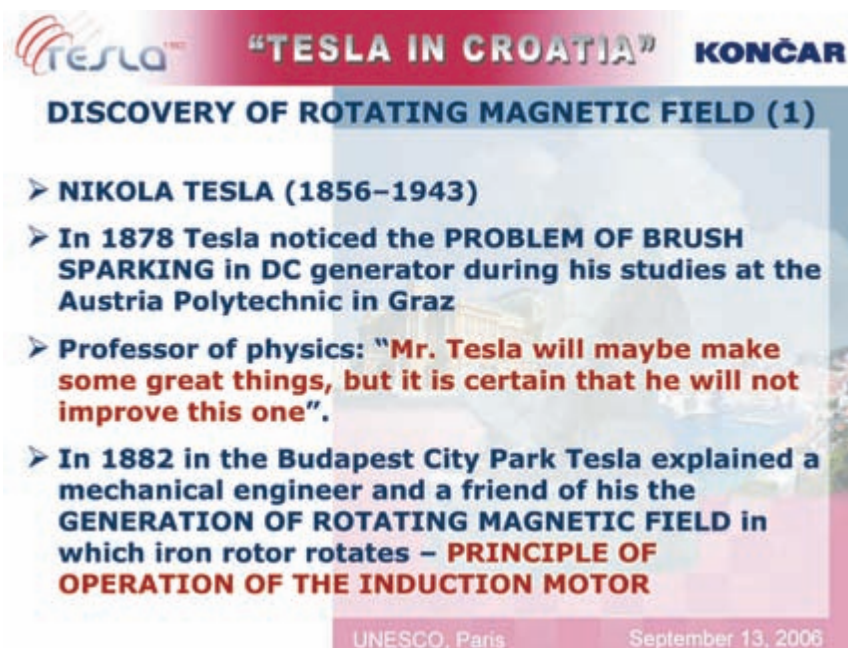 TESLA "TESLA IN CROATIA" KONČAR
DISCOVERY OF ROTATING MAGNETIC FIELD (1)
➢ NIKOLA TESLA (1856–1943)
➢ In 1878 Tesla noticed the PROBLEM OF BRUSH
SPARKING in DC generator during his studies at the
Austria Polytechnic in Graz
➢ Professor of physics: “Mr. Tesla will maybe make
some great things, but it is certain that he will not
improve this one”.
➢ In 1882 in the Budapest City Park Tesla explained a
mechanical engineer and a friend of his the
GENERATION OF ROTATING MAGNETIC FIELD in
which iron rotor rotates – PRINCIPLE OF
OPERATION OF THE INDUCTION MOTOR
UNESCO, Paris September 13, 2006